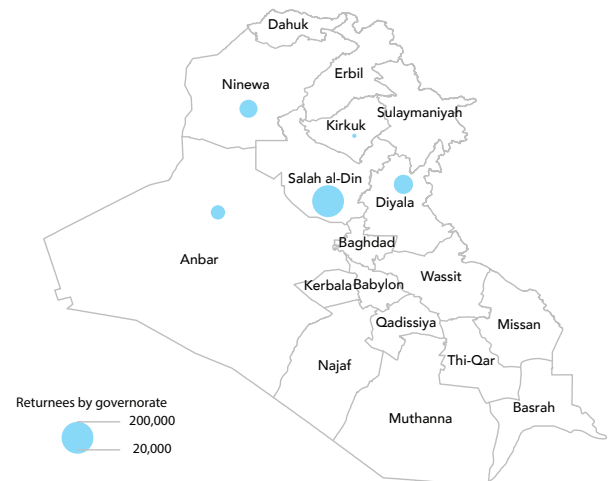 Dahuk
Erbil
Ninewa
Sulaymaniyah
Kirkuk
Salah al-Din
Diyala
Baghdad
Anbar
Wassit
Kerbala
Babylon
Qadissiya
Missan
Thi-Qar
Najaf
Basrah
Muthanna
Returnees by governorate
200,000
20,000